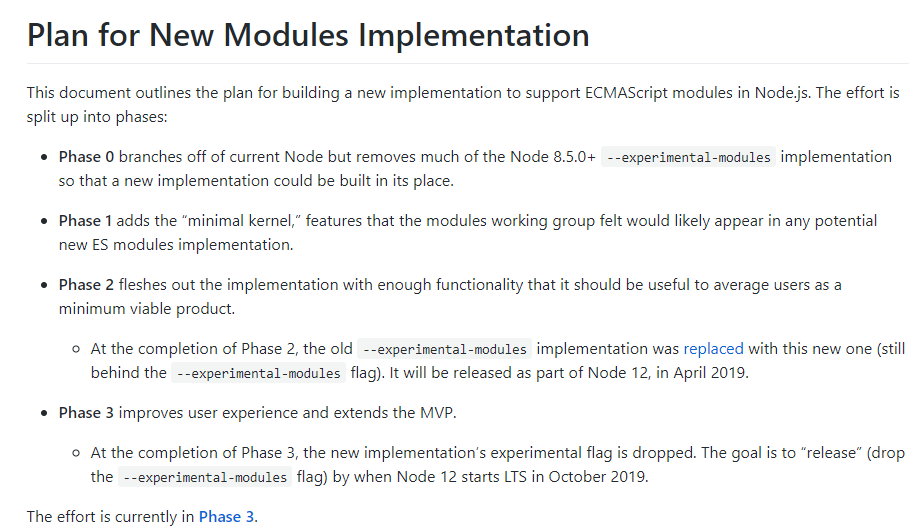 Plan for New Modules Implementation
This document outlines the plan for building a new implementation to support ECMAScript modules in Node.js. The effort is
split up into phases:
• Phase 0 branches off of current Node but removes much of the Node 8.5.0+ --experimental-modules implementation
so that a new implementation could be built in its place.
• Phase 1 adds the “minimal kernel,” features that the modules working group felt would likely appear in any potential
new ES modules implementation.
• Phase 2 fleshes out the implementation with enough functionality that it should be useful to average users as a
minimum viable product.
◦ At the completion of Phase 2, the old --experimental-modules implementation was replaced with this new one (still
behind the --experimental-modules flag). It will be released as part of Node 12, in April 2019.
• Phase 3 improves user experience and extends the MVP.
◦ At the completion of Phase 3, the new implementation’s experimental flag is dropped. The goal is to “release” (drop
the --experimental-modules flag) by when Node 12 starts LTS in October 2019.
The effort is currently in Phase 3.